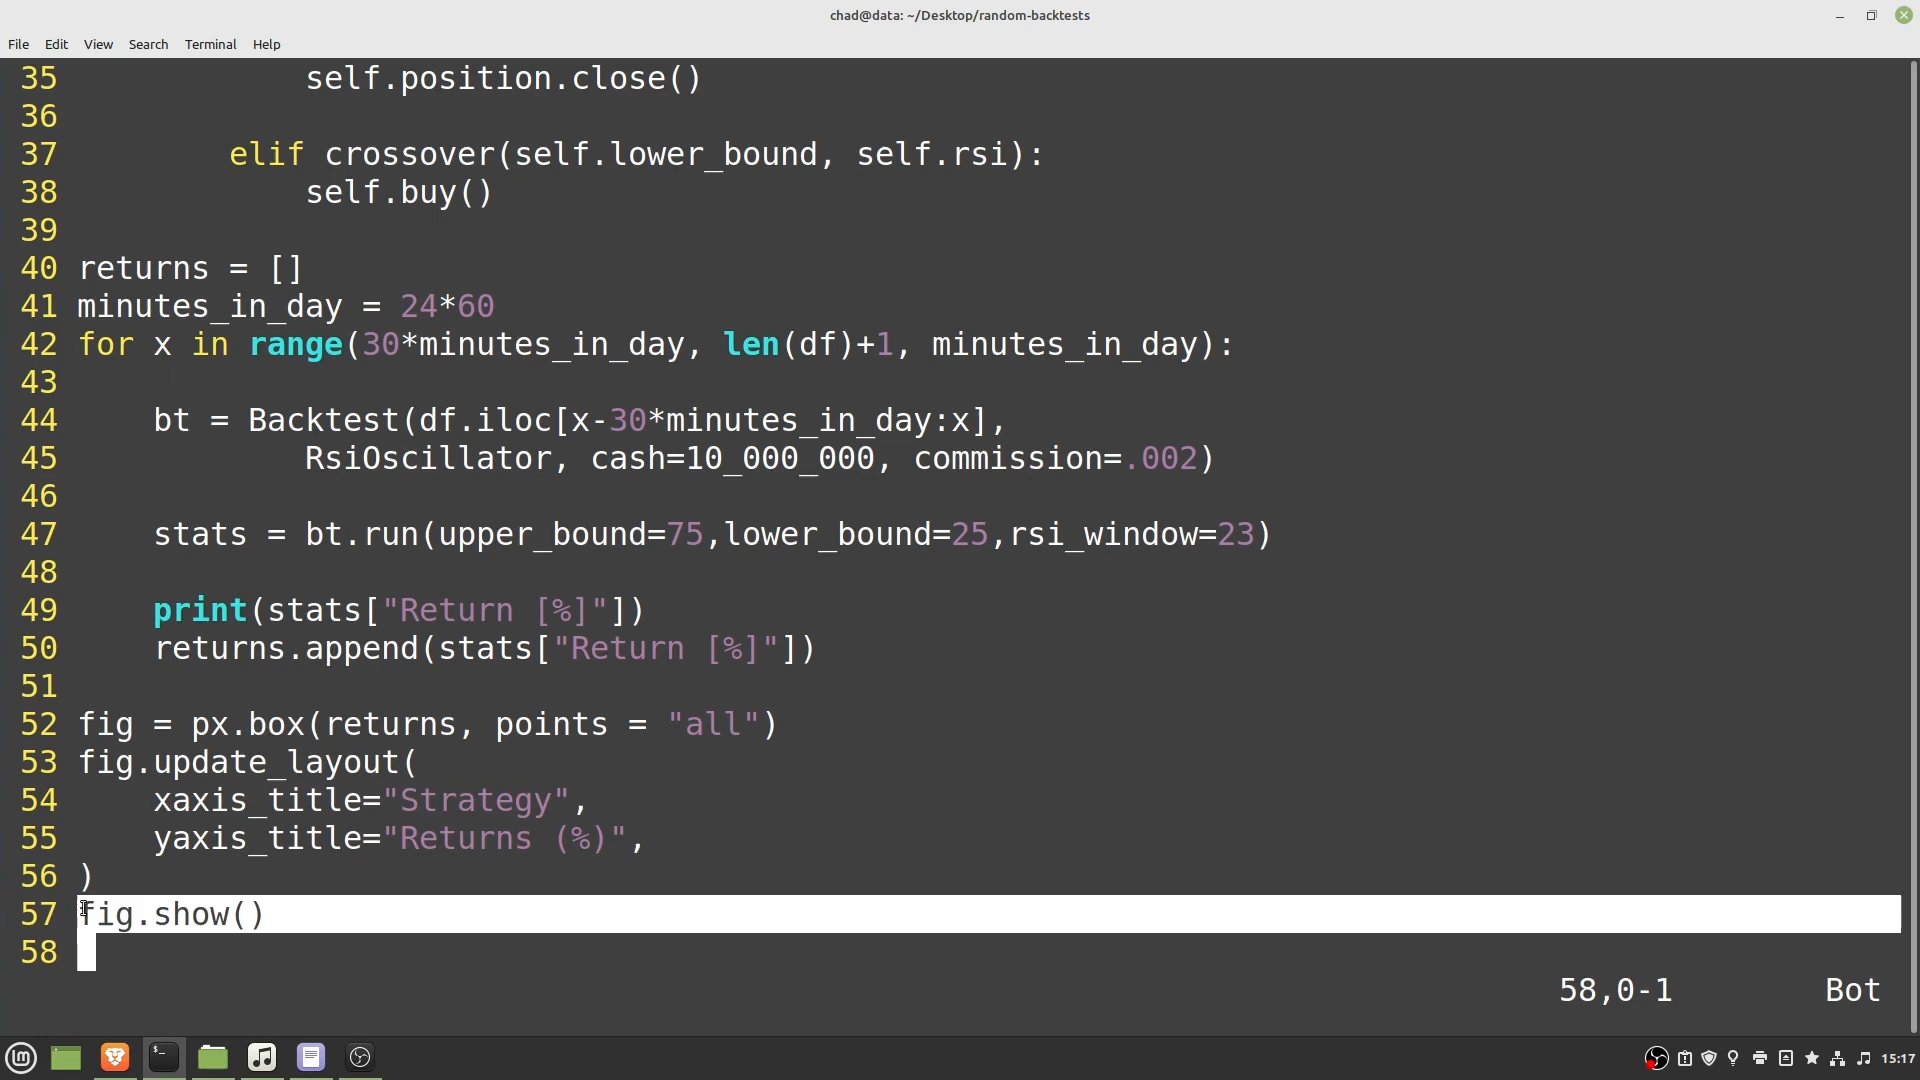 chad@data: ~/Desktop/random-backtests
File Edit View Search Terminal Help
35             self.position.close()
36
37         elif crossover(self.lower_bound, self.rsi):
38             self.buy()
39
40 returns = []
41 minutes_in_day = 24*60
42 for x in range(30*minutes_in_day, len(df)+1, minutes_in_day):
43
44     bt = Backtest(df.iloc[x-30*minutes_in_day:x],
45             RsiOscillator, cash=10_000_000, commission=.002)
46
47     stats = bt.run(upper_bound=75,lower_bound=25,rsi_window=23)
48
49     print(stats["Return [%]"])
50     returns.append(stats["Return [%]"])
51
52 fig = px.box(returns, points = "all")
53 fig.update_layout(
54     xaxis_title="Strategy",
55     yaxis_title="Returns (%)",
56 )
57 fig.show()
58
58,0-1 Bot
15:17